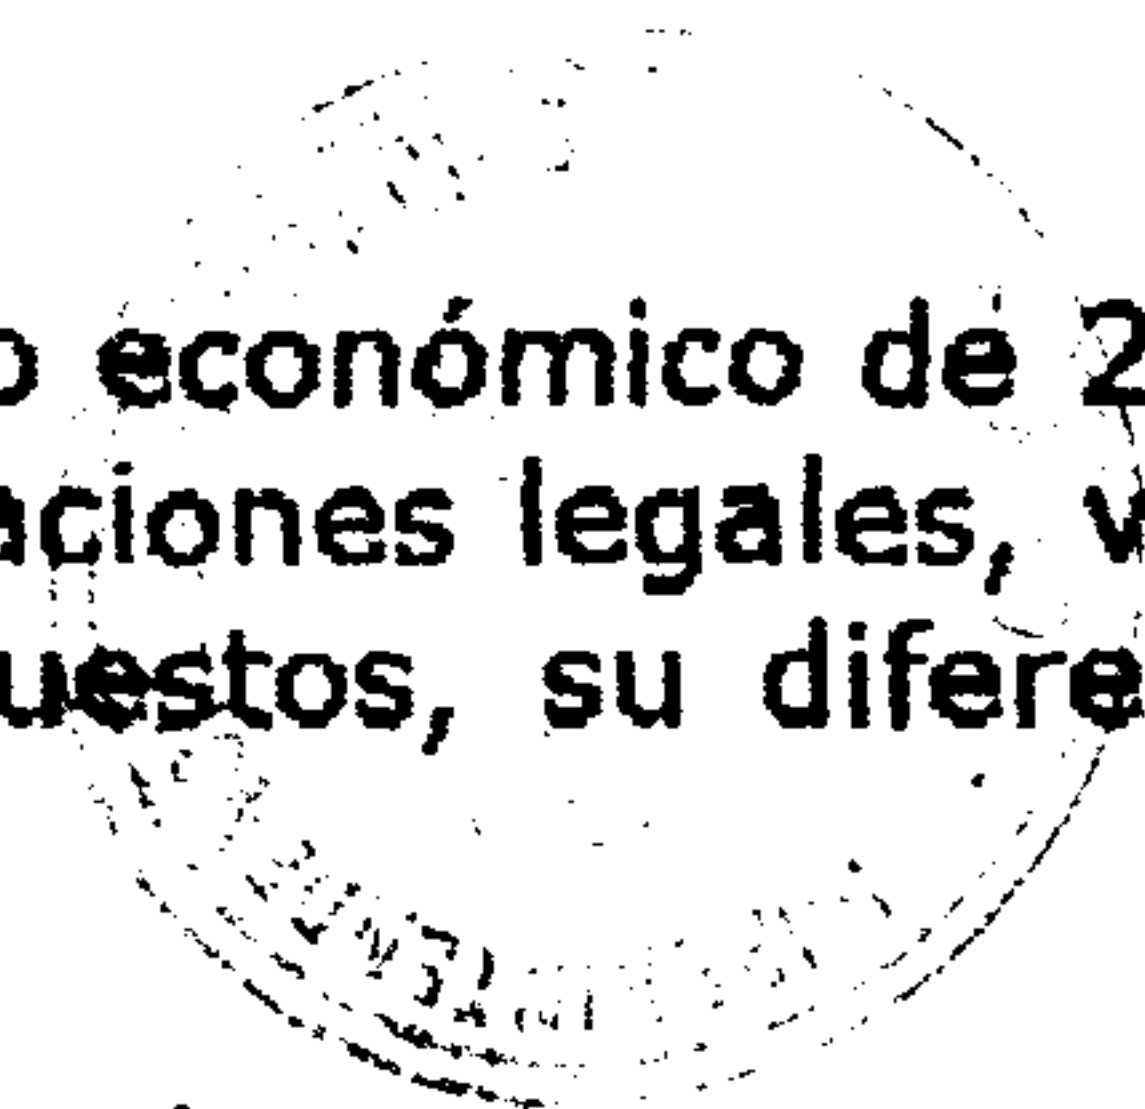 o económico de 2
aciones legales, v
uestos, su difere